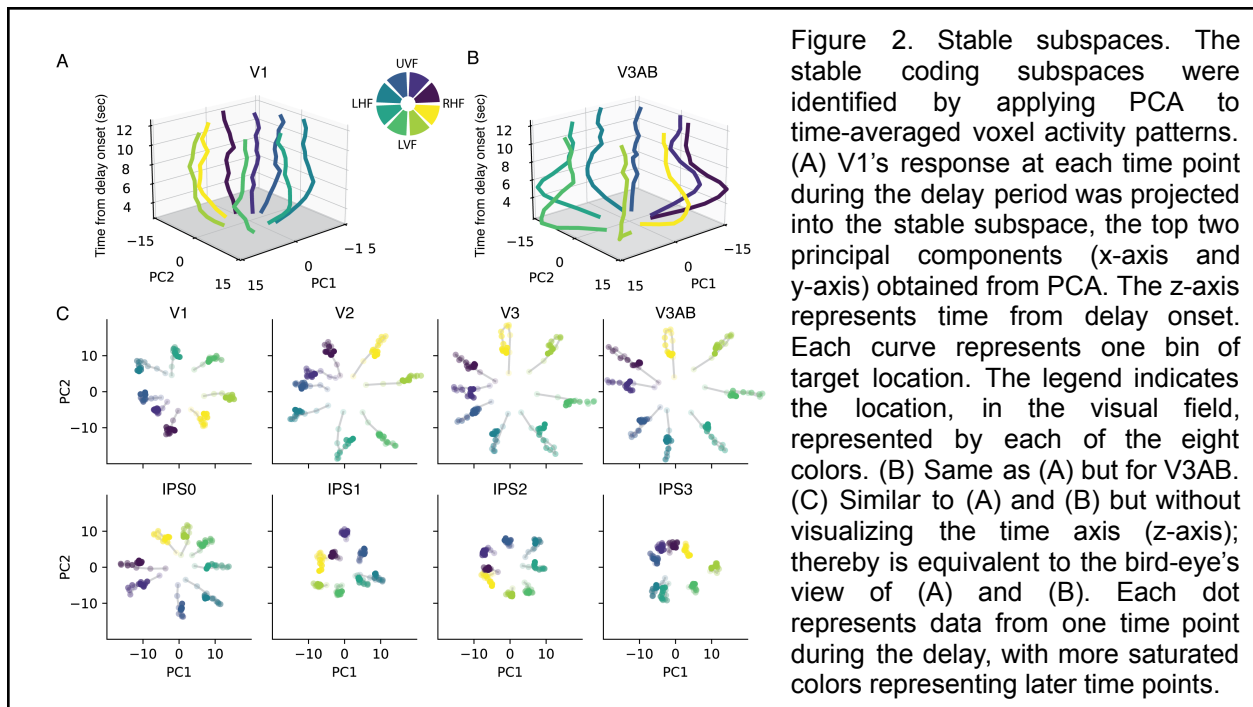 A
V1
UVF
LHF
RHF
LVF
Time from delay onset (sec)
12
10
8
6
4
−15
0
15
PC2
15
0
−1 5
PC1
B
V3AB
Time from delay onset (sec)
12
10
8
6
4
−15
0
15
PC2
15
0
−15
PC1
C
V1
V2
V3
V3AB
PC2
10
0
−10
IPS0
IPS1
IPS2
IPS3
PC2
10
0
−10
−10 0 10
−10 0 10
−10 0 10
−10 0 10
PC1
PC1
PC1
PC1
Figure 2. Stable subspaces. The
stable coding subspaces were
identified by applying PCA to
time-averaged voxel activity patterns.
(A) V1's response at each time point
during the delay period was projected
into the stable subspace, the top two
principal components (x-axis and
y-axis) obtained from PCA. The z-axis
represents time from delay onset.
Each curve represents one bin of
target location. The legend indicates
the location, in the visual field,
represented by each of the eight
colors. (B) Same as (A) but for V3AB.
(C) Similar to (A) and (B) but without
visualizing the time axis (z-axis);
thereby is equivalent to the bird-eye's
view of (A) and (B). Each dot
represents data from one time point
during the delay, with more saturated
colors representing later time points.